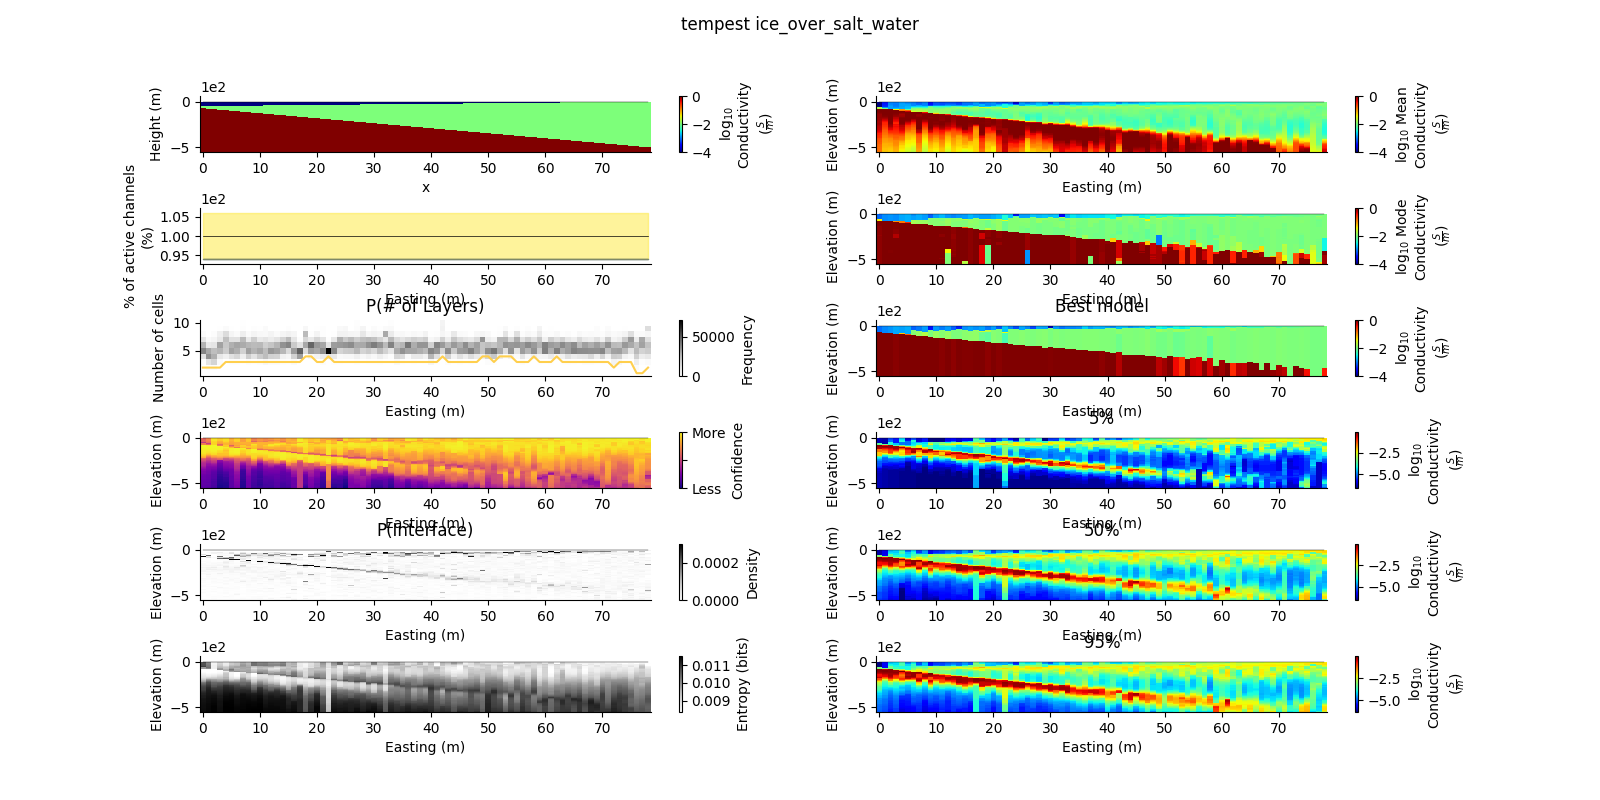 tempest ice_over_salt_water
1e2
Height (m)
0
−5
0 10 20 30 40 50 60 70
x
0
−2
−4
log10
Conductivity
(S/m)
1e2
Elevation (m)
0
−5
0 10 20 30 40 50 60 70
Easting (m)
0
−2
−4
log10 Mean
Conductivity
(S/m)
1e2
% of active channels
(%)
1.05
1.00
0.95
0 10 20 30 40 50 60 70
Easting (m)
1e2
Elevation (m)
0
−5
0 10 20 30 40 50 60 70
Easting (m)
0
−2
−4
log10 Mode
Conductivity
(S/m)
P(# of Layers)
Number of cells
10
5
0 10 20 30 40 50 60 70
Easting (m)
50000
0
Frequency
Best model
1e2
Elevation (m)
0
−5
0 10 20 30 40 50 60 70
Easting (m)
0
−2
−4
log10
Conductivity
(S/m)
1e2
Elevation (m)
0
−5
0 10 20 30 40 50 60 70
Easting (m)
More
Less
Confidence
5%
1e2
Elevation (m)
0
−5
0 10 20 30 40 50 60 70
Easting (m)
−2.5
−5.0
log10
Conductivity
(S/m)
P(Interface)
1e2
Elevation (m)
0
−5
0 10 20 30 40 50 60 70
Easting (m)
0.0002
0.0000
Density
50%
1e2
Elevation (m)
0
−5
0 10 20 30 40 50 60 70
Easting (m)
−2.5
−5.0
log10
Conductivity
(S/m)
1e2
Elevation (m)
0
−5
0 10 20 30 40 50 60 70
Easting (m)
0.011
0.010
0.009
Entropy (bits)
95%
1e2
Elevation (m)
0
−5
0 10 20 30 40 50 60 70
Easting (m)
−2.5
−5.0
log10
Conductivity
(S/m)